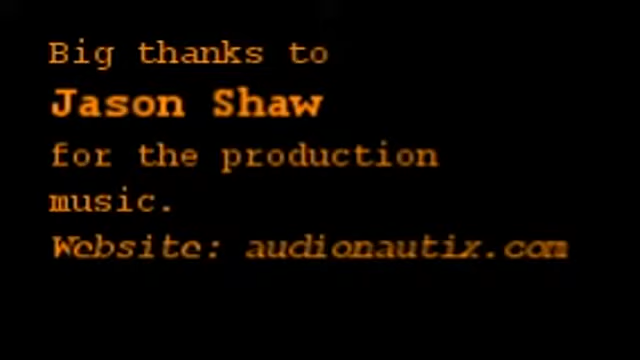 Big thanks to
Jason Shaw
for the production
music.
Website: audionautix.com